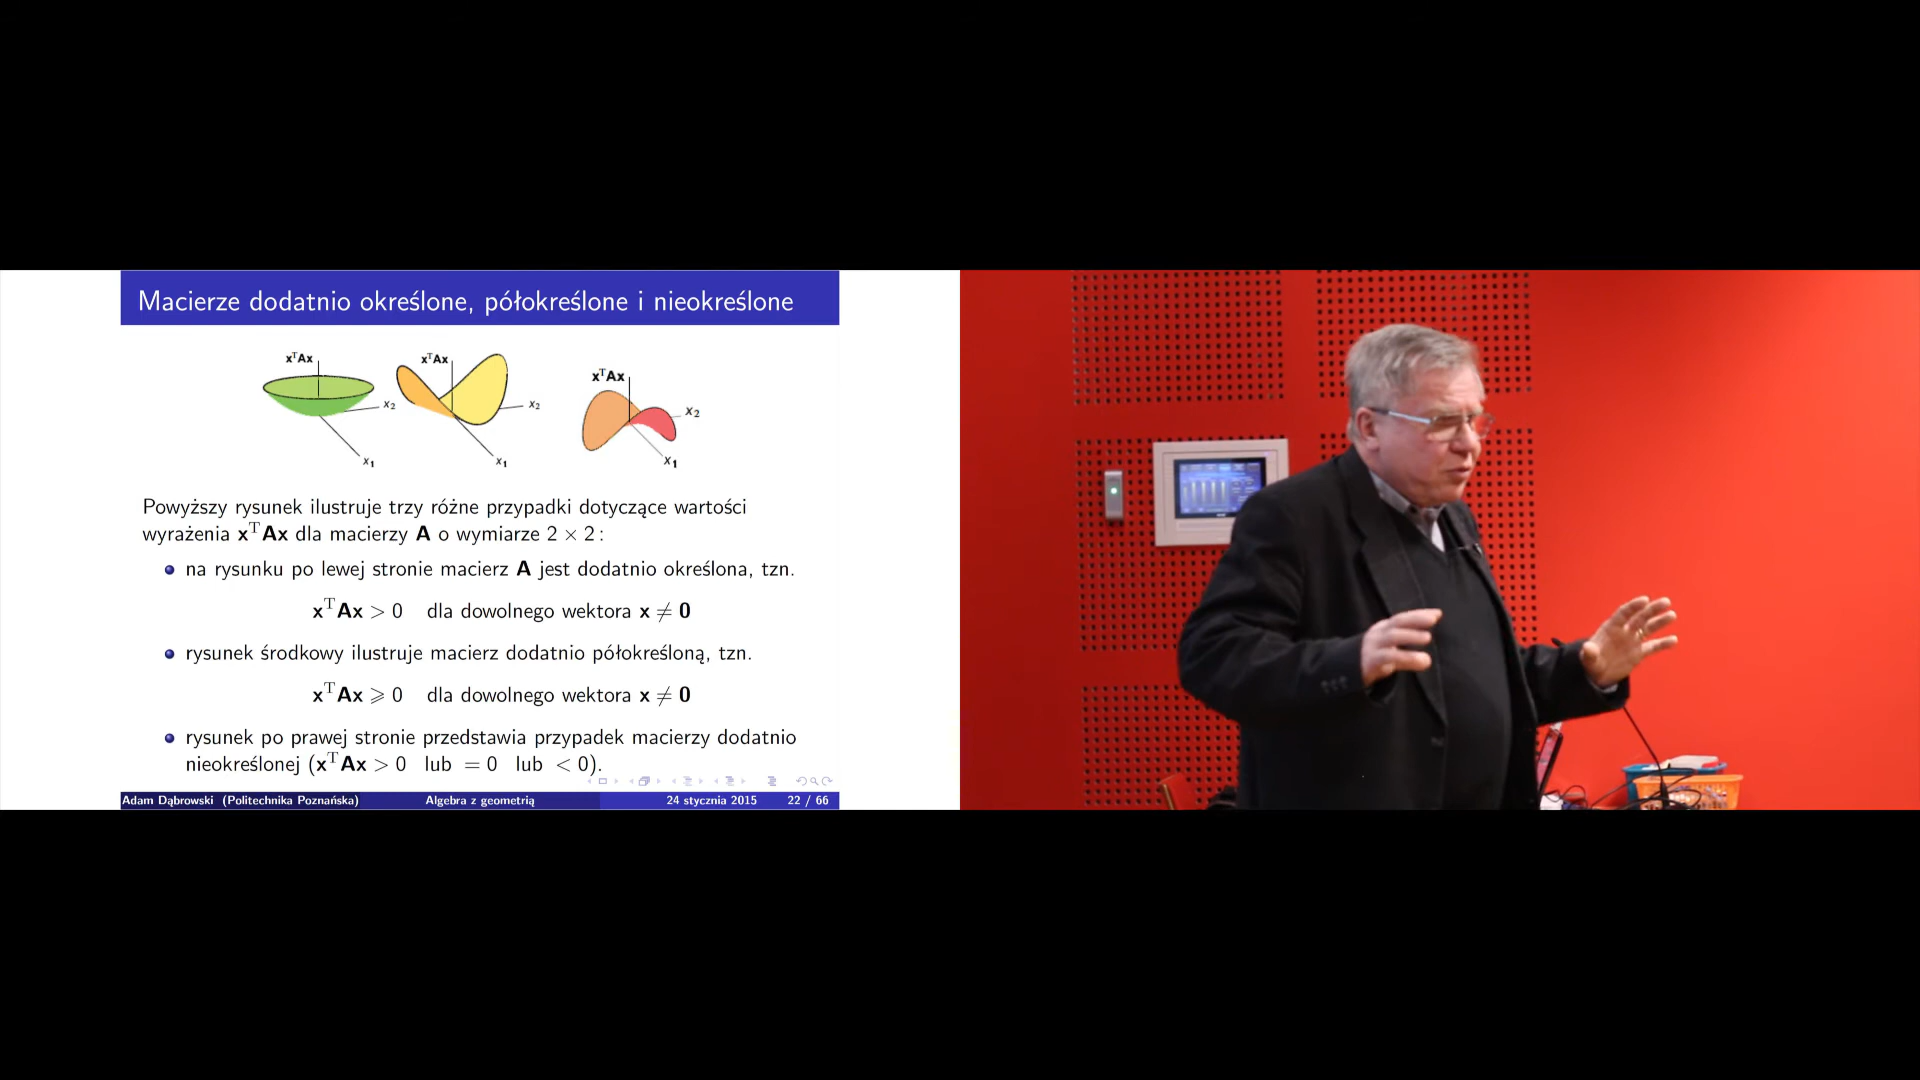 Macierze dodatnio określone, półokreślone i nieokreślone
xᵀAx xᵀAx xᵀAx
x₂ x₂ x₂
x₁ x₁ x₁
Powyższy rysunek ilustruje trzy różne przypadki dotyczące wartości
wyrażenia xᵀAx dla macierzy A o wymiarze 2 × 2 :
na rysunku po lewej stronie macierz A jest dodatnio określona, tzn.
xᵀAx > 0 dla dowolnego wektora x ≠ 0
rysunek środkowy ilustruje macierz dodatnio półokreśloną, tzn.
xᵀAx ⩾ 0 dla dowolnego wektora x ≠ 0
rysunek po prawej stronie przedstawia przypadek macierzy dodatnio
nieokreślonej (xᵀAx > 0 lub = 0 lub < 0).
Adam Dąbrowski (Politechnika Poznańska) Algebra z geometrią 24 stycznia 2015 22 / 66